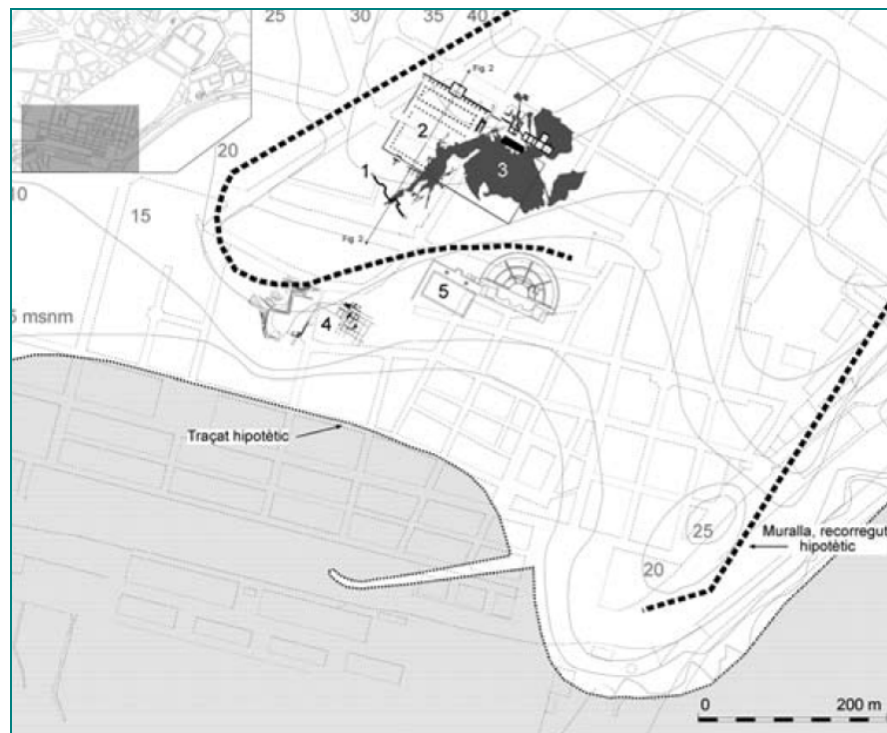 25
30
35
40
Fig. 2
2
20
3
1
10
15
Fig. 2
5
5 msnm
4
Traçat hipotètic
25
Muralla, recorregut
hipotètic
20
0 200 m